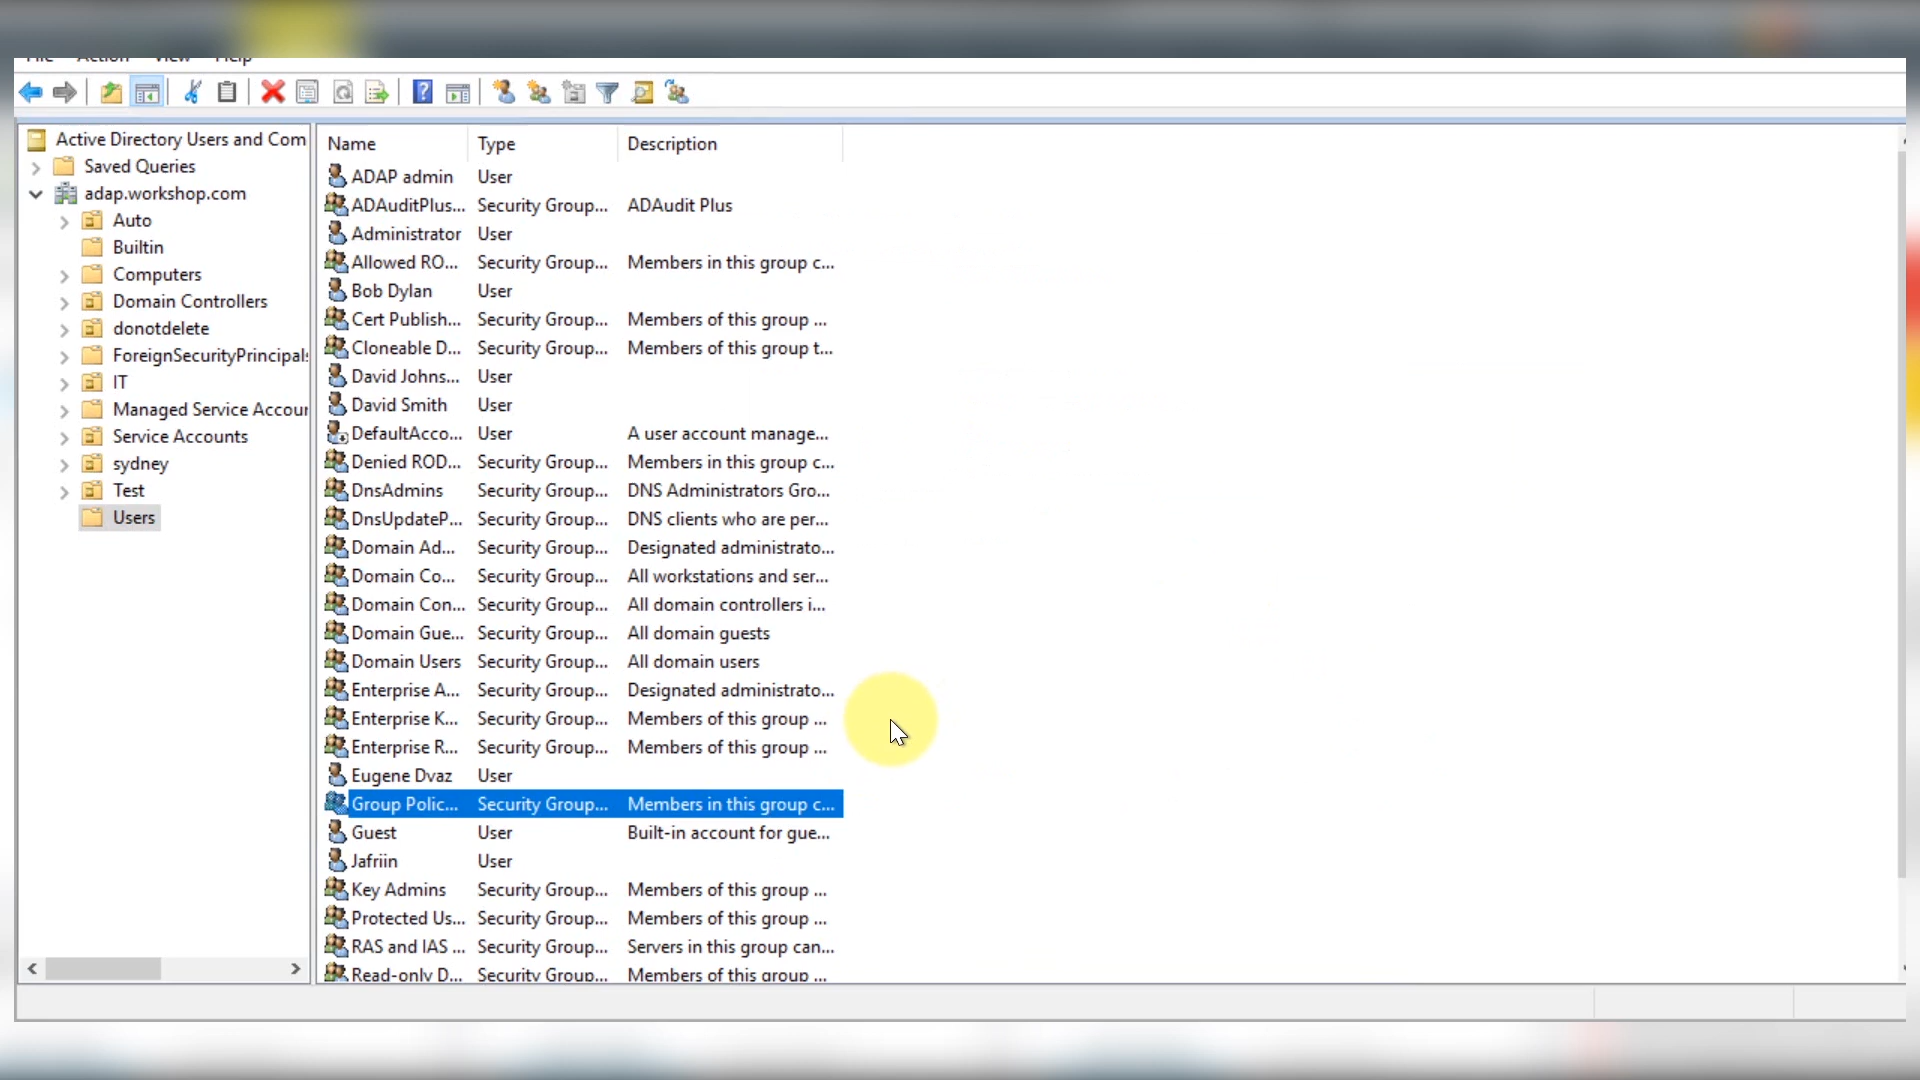 File Action View Help
Active Directory Users and Com
Saved Queries
adap.workshop.com
Auto
Builtin
Computers
Domain Controllers
donotdelete
ForeignSecurityPrincipals
IT
Managed Service Accour
Service Accounts
sydney
Test
Users
Name Type Description
ADAP admin User
ADAuditPlus... Security Group... ADAudit Plus
Administrator User
Allowed RO... Security Group... Members in this group c...
Bob Dylan User
Cert Publish... Security Group... Members of this group ...
Cloneable D... Security Group... Members of this group t...
David Johns... User
David Smith User
DefaultAcco... User A user account manage...
Denied ROD... Security Group... Members in this group c...
DnsAdmins Security Group... DNS Administrators Gro...
DnsUpdateP... Security Group... DNS clients who are per...
Domain Ad... Security Group... Designated administrato...
Domain Co... Security Group... All workstations and ser...
Domain Con... Security Group... All domain controllers i...
Domain Gue... Security Group... All domain guests
Domain Users Security Group... All domain users
Enterprise A... Security Group... Designated administrato...
Enterprise K... Security Group... Members of this group ...
Enterprise R... Security Group... Members of this group ...
Eugene Dvaz User
Group Polic... Security Group... Members in this group c...
Guest User Built-in account for gue...
Jafriin User
Key Admins Security Group... Members of this group ...
Protected Us... Security Group... Members of this group ...
RAS and IAS ... Security Group... Servers in this group can...
Read-only D... Security Group... Members of this group ...